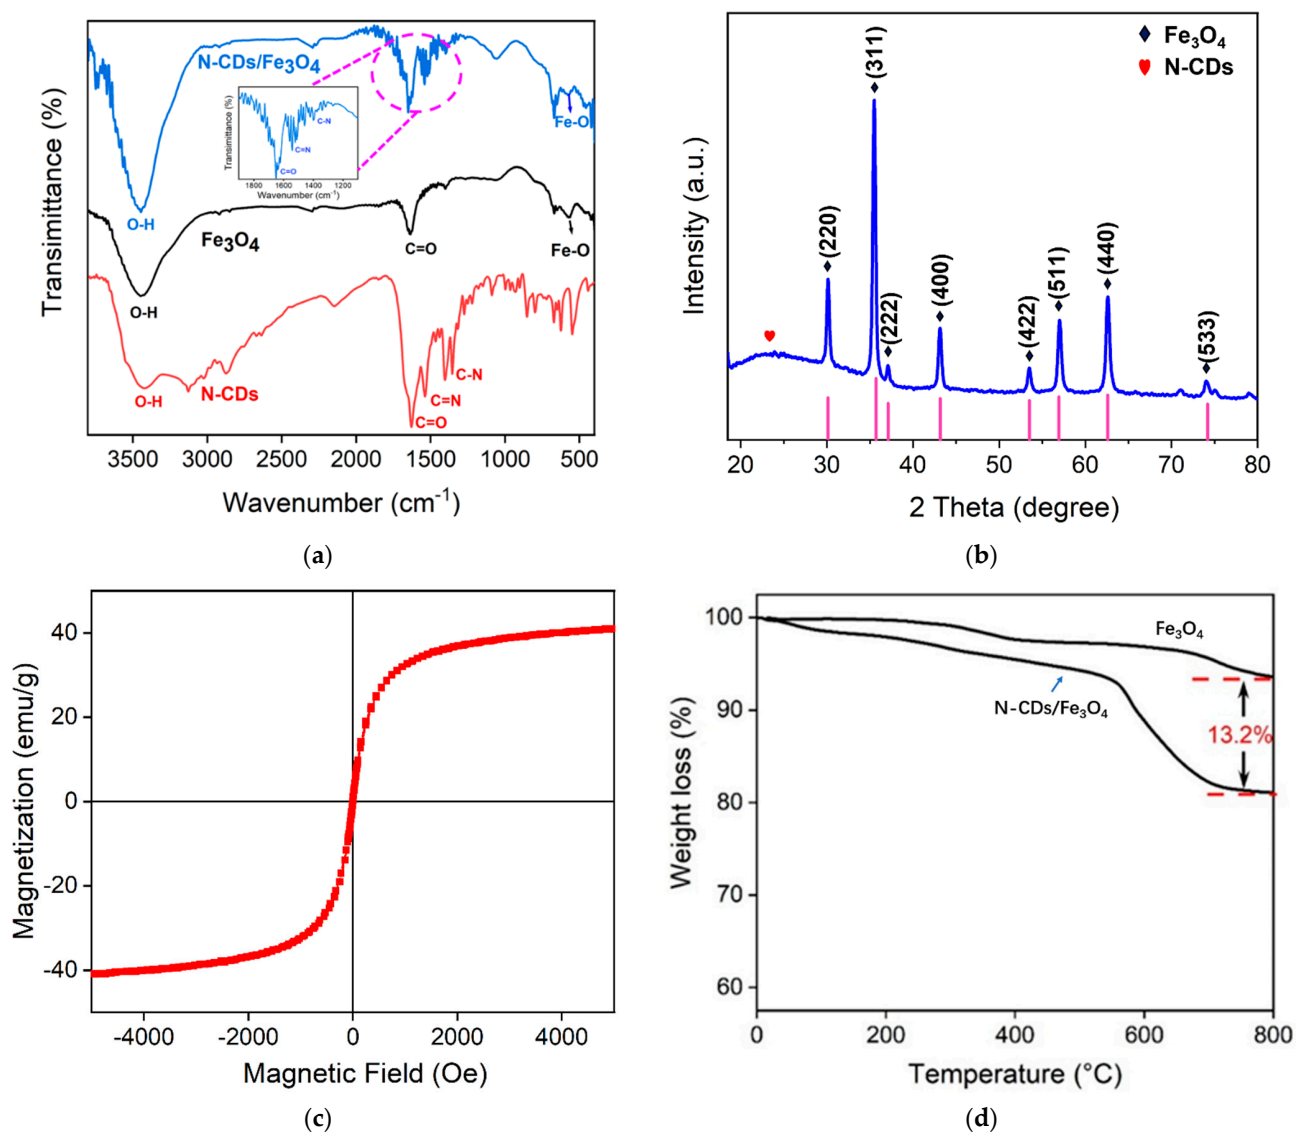 N-CDs/Fe₃O₄
Fe-O
C-N
C=N
C=O
1800 1600 1400 1200
Wavenumber (cm⁻¹)
Transimittance (%)
O-H
Fe₃O₄
C=O
Fe-O
O-H
C-N
N-CDs
O-H
C=N
C=O
3500 3000 2500 2000 1500 1000 500
Wavenumber (cm⁻¹)
Transimittance (%)
(a)
Fe₃O₄
N-CDs
(220)
(311)
(222)
(400)
(422)
(511)
(440)
(533)
20 30 40 50 60 70 80
2 Theta (degree)
Intensity (a.u.)
(b)
40
20
0
-20
-40
-4000 -2000 0 2000 4000
Magnetic Field (Oe)
Magnetization (emu/g)
(c)
100
90
80
70
60
Fe₃O₄
N-CDs/Fe₃O₄
13.2%
0 200 400 600 800
Temperature (°C)
Weight loss (%)
(d)